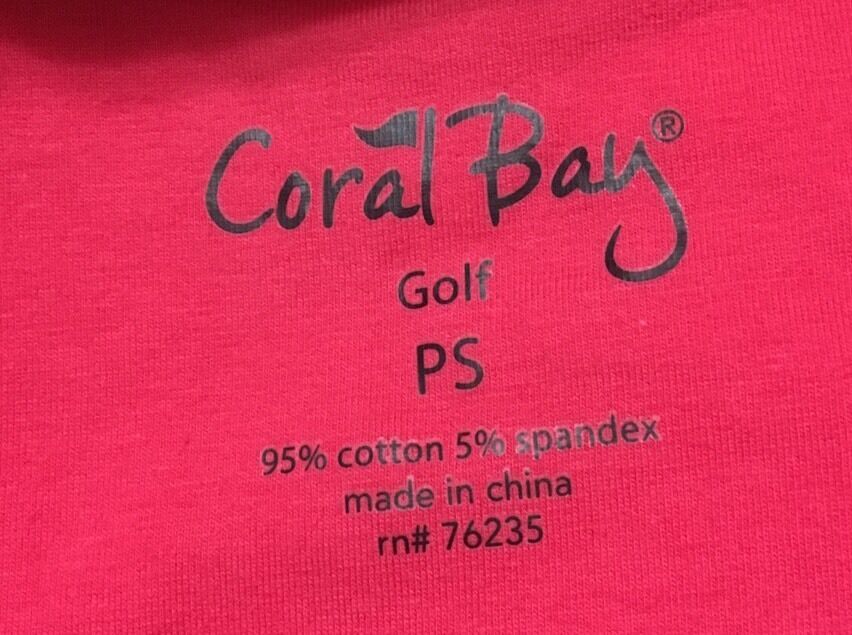 Coral Bay®
Golf
PS
95% cotton 5% spandex
made in china
rn# 76235